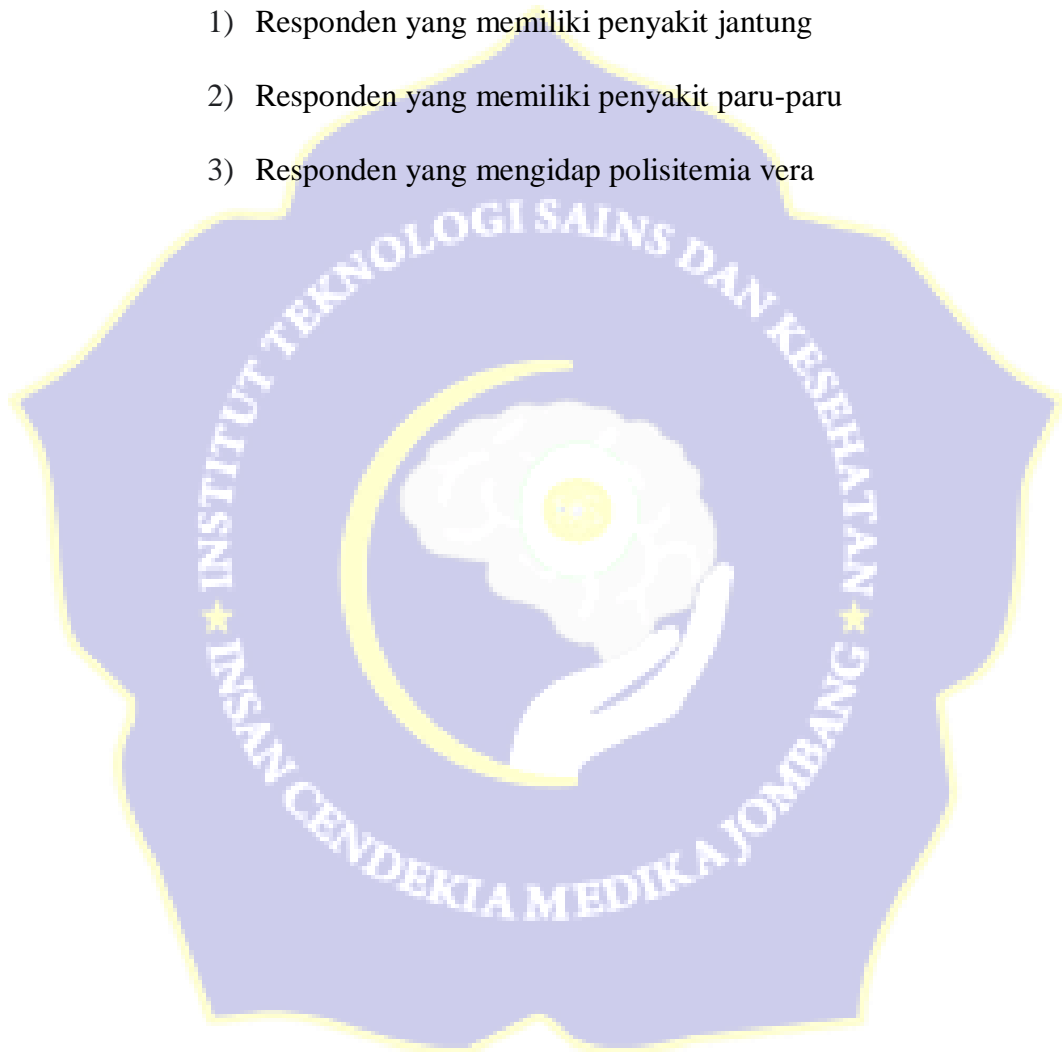 1) Responden yang memiliki penyakit jantung
2) Responden yang memiliki penyakit paru-paru
3) Responden yang mengidap polisitemia vera
INSTITUT TEKNOLOGI SAINS DAN KESEHATAN
INSAN CENDEKIA MEDIKA JOMBANG